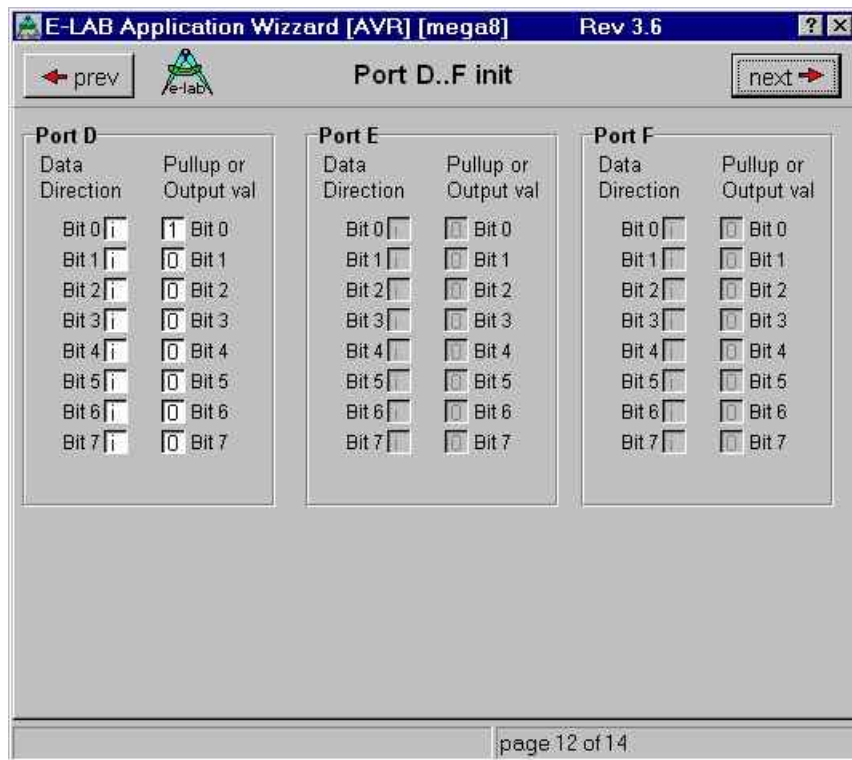 E-LAB Application Wizzard [AVR] [mega8] Rev 3.6 ? ×
prev e-lab Port D..F init next
Port D
Data Direction Pullup or Output val
Bit 0 i 1 Bit 0
Bit 1 i 0 Bit 1
Bit 2 i 0 Bit 2
Bit 3 i 0 Bit 3
Bit 4 i 0 Bit 4
Bit 5 i 0 Bit 5
Bit 6 i 0 Bit 6
Bit 7 i 0 Bit 7
Port E
Data Direction Pullup or Output val
Bit 0 i 0 Bit 0
Bit 1 i 0 Bit 1
Bit 2 i 0 Bit 2
Bit 3 i 0 Bit 3
Bit 4 i 0 Bit 4
Bit 5 i 0 Bit 5
Bit 6 i 0 Bit 6
Bit 7 i 0 Bit 7
Port F
Data Direction Pullup or Output val
Bit 0 i 0 Bit 0
Bit 1 i 0 Bit 1
Bit 2 i 0 Bit 2
Bit 3 i 0 Bit 3
Bit 4 i 0 Bit 4
Bit 5 i 0 Bit 5
Bit 6 i 0 Bit 6
Bit 7 i 0 Bit 7
page 12 of 14